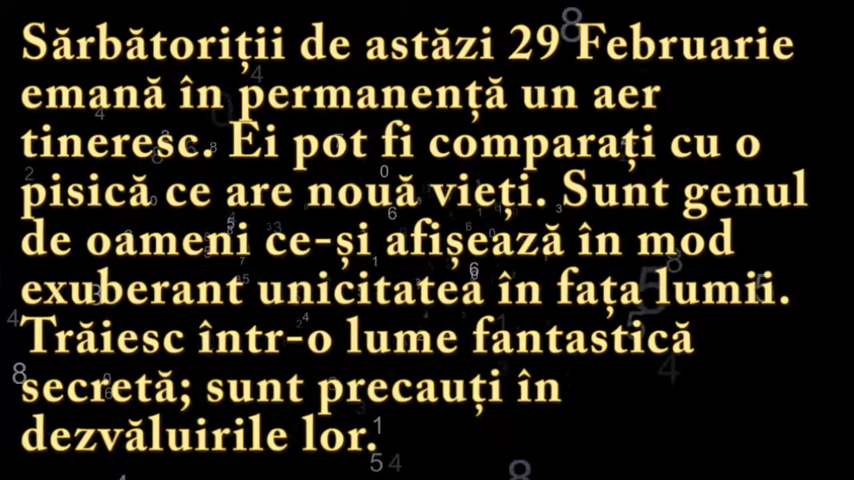 Sărbătoriții de astăzi 29 Februarie
emană în permanență un aer
tineresc. Ei pot fi comparați cu o
pisică ce are nouă vieți. Sunt genul
de oameni ce-și afișează în mod
exuberant unicitatea în fața lumii.
Trăiesc într-o lume fantastică
secretă; sunt precauți în
dezvăluirile lor.